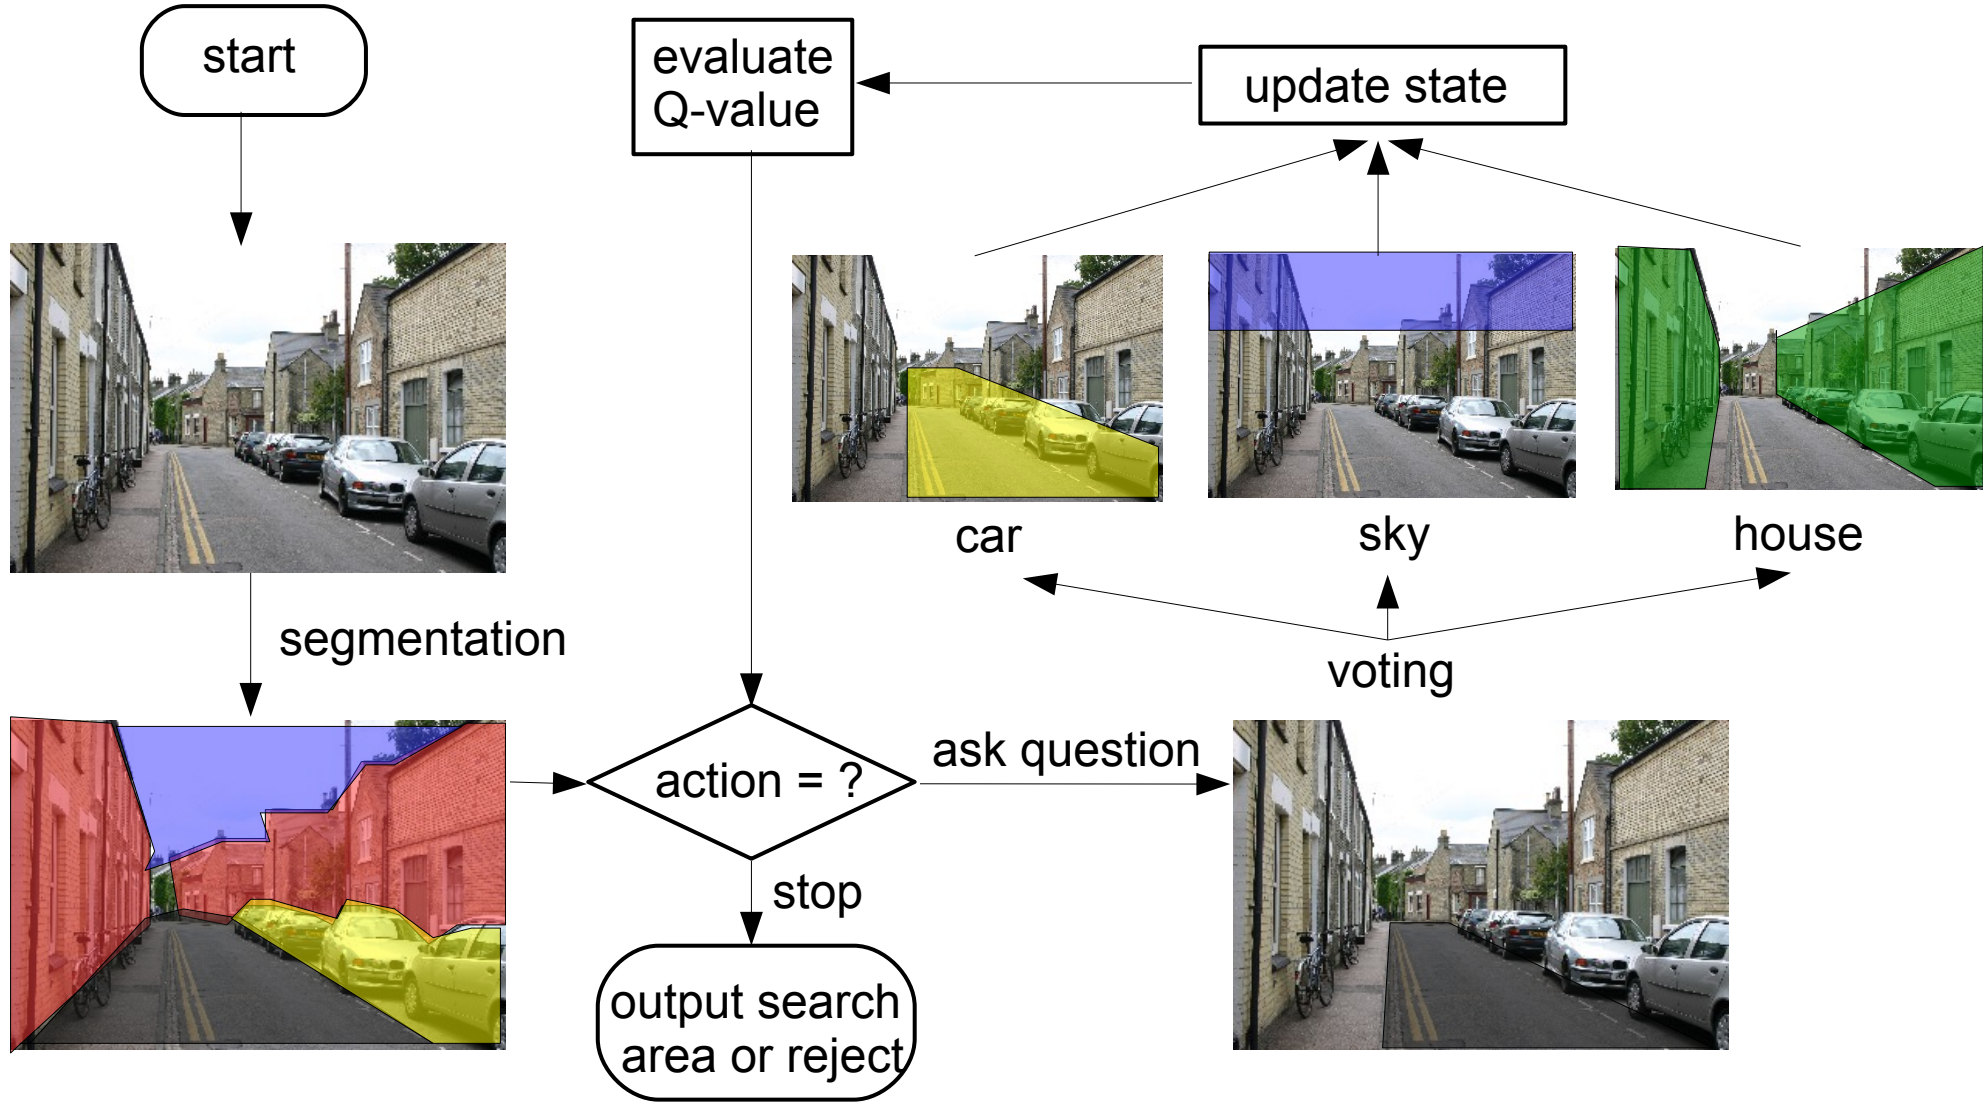 start
evaluate
Q-value
update state
car
sky
house
segmentation
voting
ask question
action = ?
stop
output search
area or reject